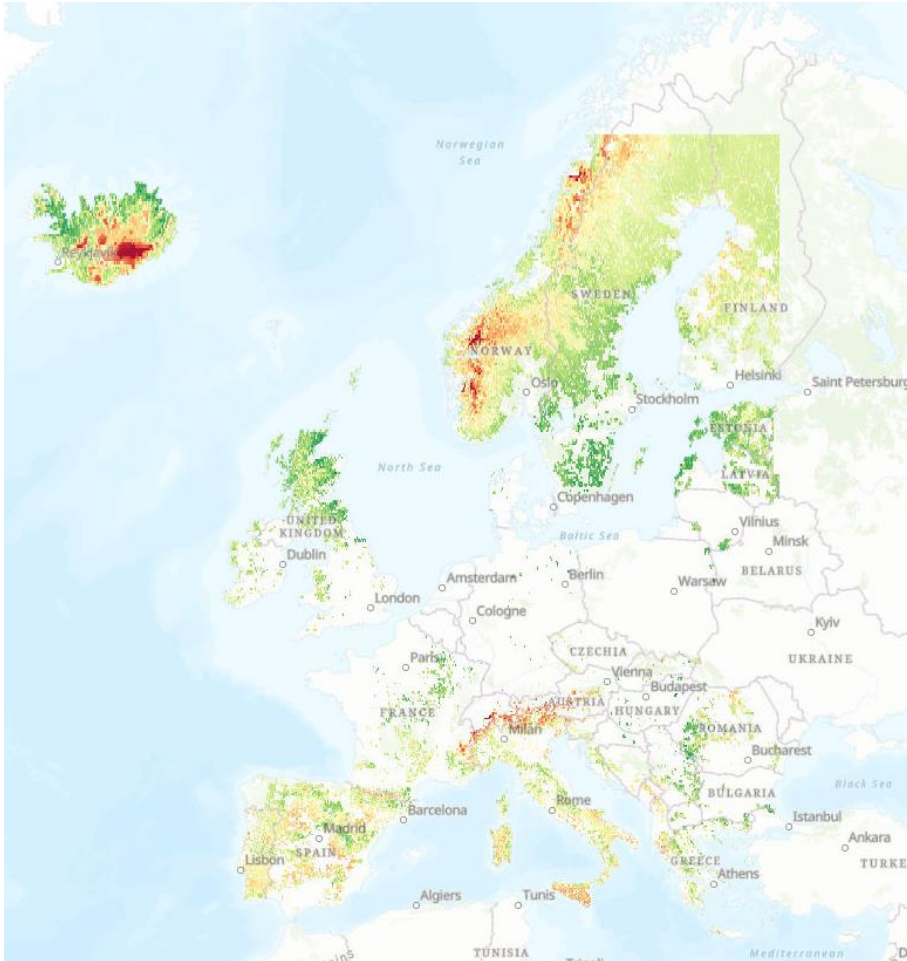 Norwegian
Sea
Reykjavík
SWEDEN
FINLAND
NORWAY
Helsinki
Oslo
Saint Petersburg
Stockholm
ESTONIA
North Sea
LATVIA
Copenhagen
UNITED
KINGDOM
Baltic Sea
Vilnius
Dublin
Minsk
Amsterdam
Berlin
BELARUS
Warsaw
London
Cologne
Kyiv
CZECHIA
UKRAINE
Paris
Vienna
Budapest
AUSTRIA
HUNGARY
FRANCE
ROMANIA
Milan
Bucharest
Black Sea
BULGARIA
Rome
Barcelona
Istanbul
Madrid
Ankara
SPAIN
Lisbon
GREECE
TURKE
Athens
Algiers
Tunis
TUNISIA
Mediterranean